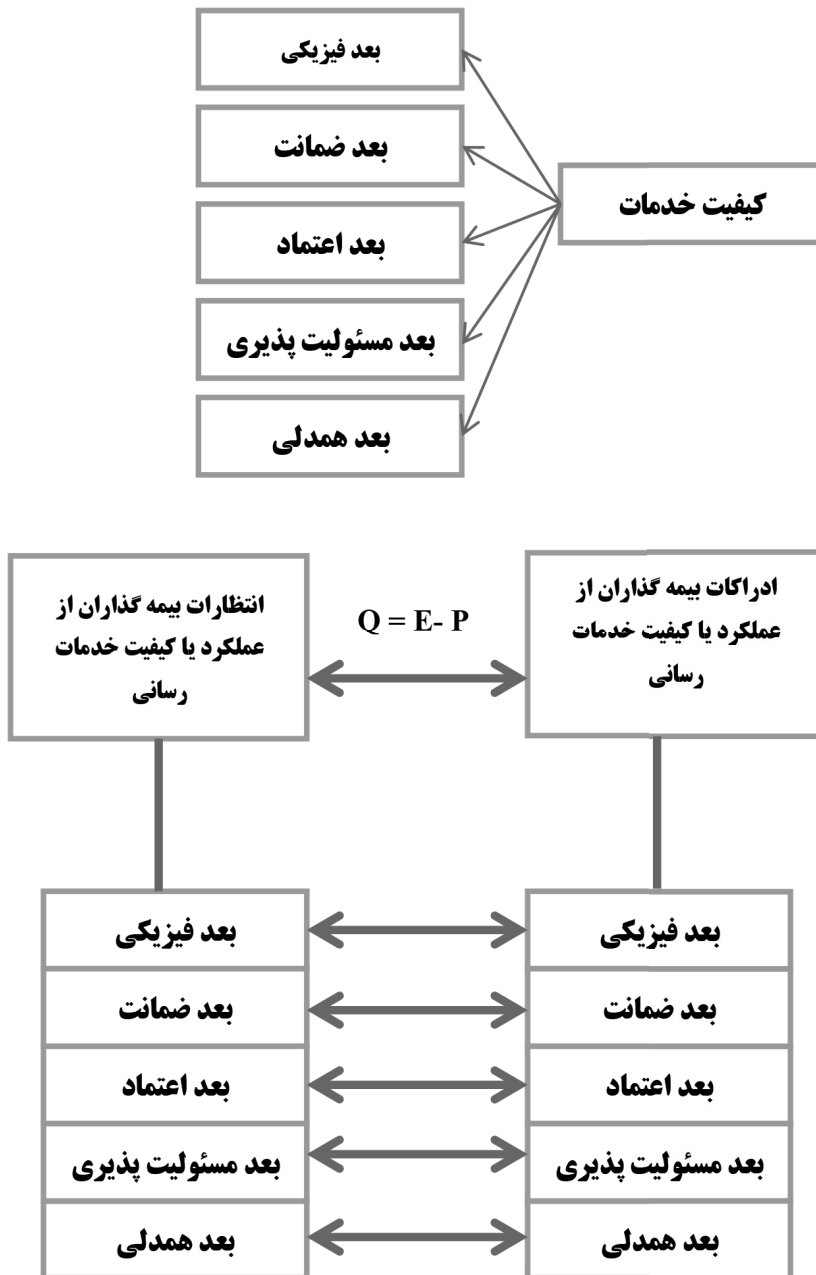 بعد فیزیکی
بعد ضمانت
کیفیت خدمات
بعد اعتماد
بعد مسئولیت پذیری
بعد همدلی
ادراکات بیمه گذاران از
عملکرد یا کیفیت خدمات
رسانی
Q = E- P
انتظارات بیمه گذاران از
عملکرد یا کیفیت خدمات
رسانی
بعد فیزیکی
بعد فیزیکی
بعد ضمانت
بعد ضمانت
بعد اعتماد
بعد اعتماد
بعد مسئولیت پذیری
بعد مسئولیت پذیری
بعد همدلی
بعد همدلی